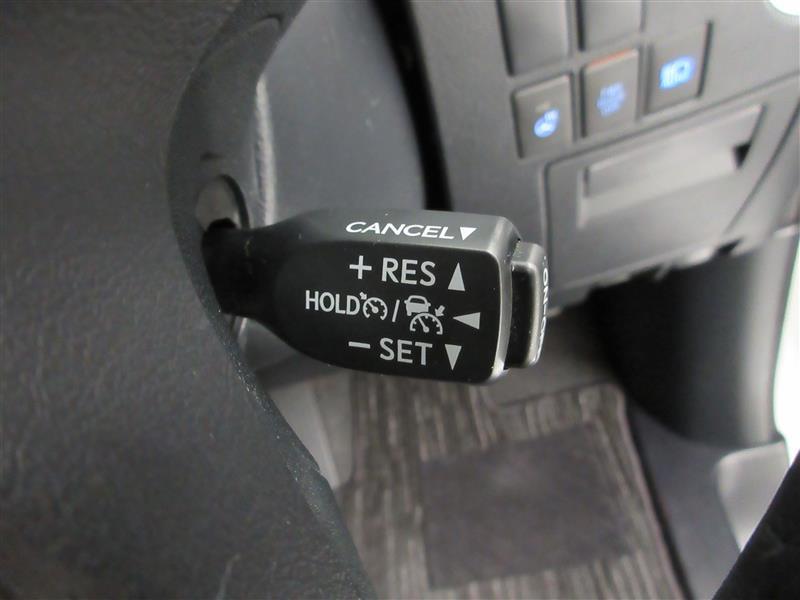 CANCEL▼
+ RES ▲
HOLD / ◀
− SET ▼